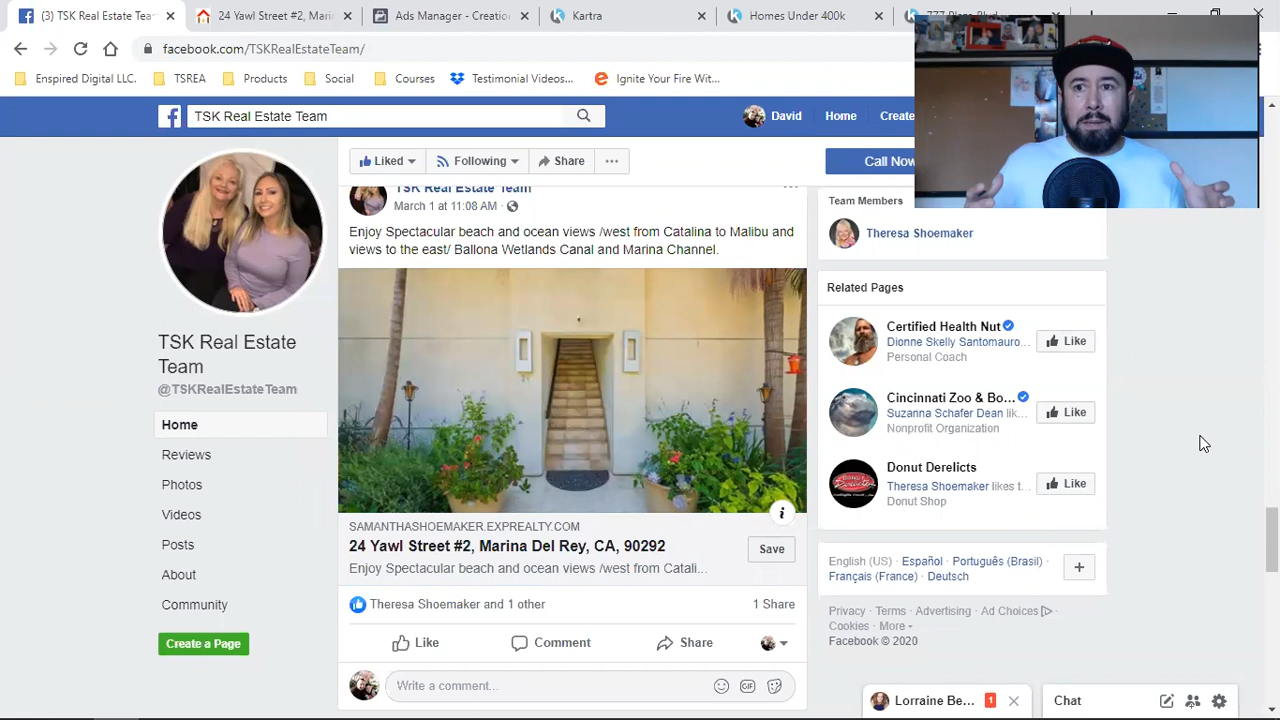 (3) TSK Real Estate Team
24 Yawl Street #2, Mari
Ads Manager - Creation
Kartra
Homes Under 400k
facebook.com/TSKRealEstateTeam/
Enspired Digital LLC.
TSREA
Products
Social
Courses
Testimonial Videos...
Ignite Your Fire Wit...
TSK Real Estate Team
David
Home
Create
Liked
Following
Share
Call Now
TSK Real Estate Team
March 1 at 11:08 AM
Enjoy Spectacular beach and ocean views /west from Catalina to Malibu and
views to the east/ Ballona Wetlands Canal and Marina Channel.
SAMANTHASHOEMAKER.EXPREALTY.COM
24 Yawl Street #2, Marina Del Rey, CA, 90292
Enjoy Spectacular beach and ocean views /west from Catali...
Save
Theresa Shoemaker and 1 other
1 Share
Like
Comment
Share
Write a comment...
GIF
TSK Real Estate
Team
@TSKRealEstateTeam
Home
Reviews
Photos
Videos
Posts
About
Community
Create a Page
Team Members
Theresa Shoemaker
Related Pages
Certified Health Nut
Dionne Skelly Santomauro...
Personal Coach
Like
Cincinnati Zoo & Bo...
Suzanna Schafer Dean lik...
Nonprofit Organization
Like
Donut Derelicts
Theresa Shoemaker likes t...
Donut Shop
Like
English (US) · Español · Português (Brasil) ·
Français (France) · Deutsch
Privacy · Terms · Advertising · Ad Choices ·
Cookies · More
Facebook © 2020
Lorraine Be...
1
Chat